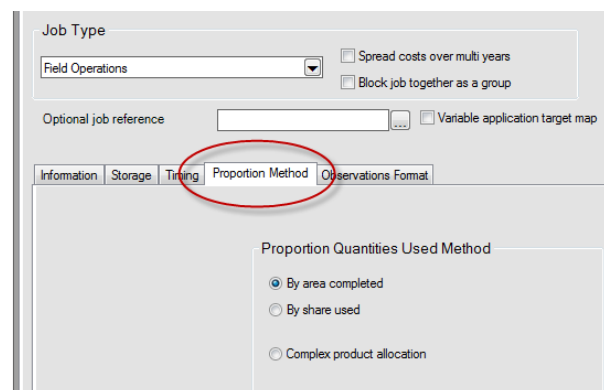 Job Type
Field Operations
Spread costs over multi years
Block job together as a group
Optional job reference ... Variable application target map
Information Storage Timing Proportion Method Observations Format
Proportion Quantities Used Method
By area completed
By share used
Complex product allocation